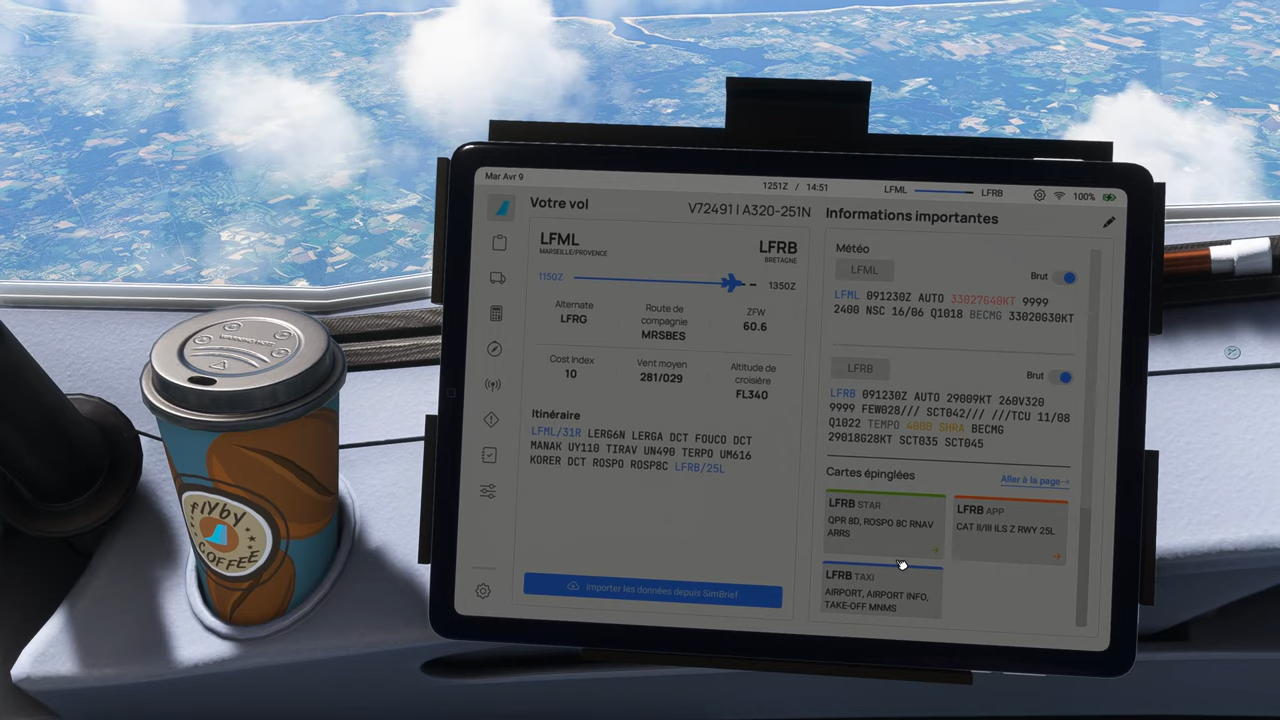 Mar Avr 9
1251Z / 14:51
LFML LFRB
100%
Votre vol
V72491 | A320-251N
LFML
MARSEILLE/PROVENCE
LFRB
BRETAGNE
1150Z
1350Z
Alternate
LFRG
Route de
compagnie
MRSBES
ZFW
60.6
Cost Index
10
Vent moyen
281/029
Altitude de
croisière
FL340
Itinéraire
LFML/31R LERG6N LERGA DCT FOUCO DCT
MANAK UY110 TIRAV UN490 TERPO UM616
KORER DCT ROSPO ROSP8C LFRB/25L
Importer les données depuis SimBrief
Informations importantes
Météo
LFML
Brut
LFML 091230Z AUTO 33027G40KT 9999
2400 NSC 16/06 Q1018 BECMG 33020G30KT
LFRB
Brut
LFRB 091230Z AUTO 29009KT 260V320
9999 FEW028/// SCT042/// ///TCU 11/08
Q1022 TEMPO 4000 SHRA BECMG
29018G28KT SCT035 SCT045
Cartes épinglées
Aller à la page→
LFRB STAR
QPR 8D, ROSPO 8C RNAV
ARRS
LFRB APP
CAT II/III ILS Z RWY 25L
LFRB TAXI
AIRPORT, AIRPORT INFO,
TAKE-OFF MNMS
flyby
COFFEE